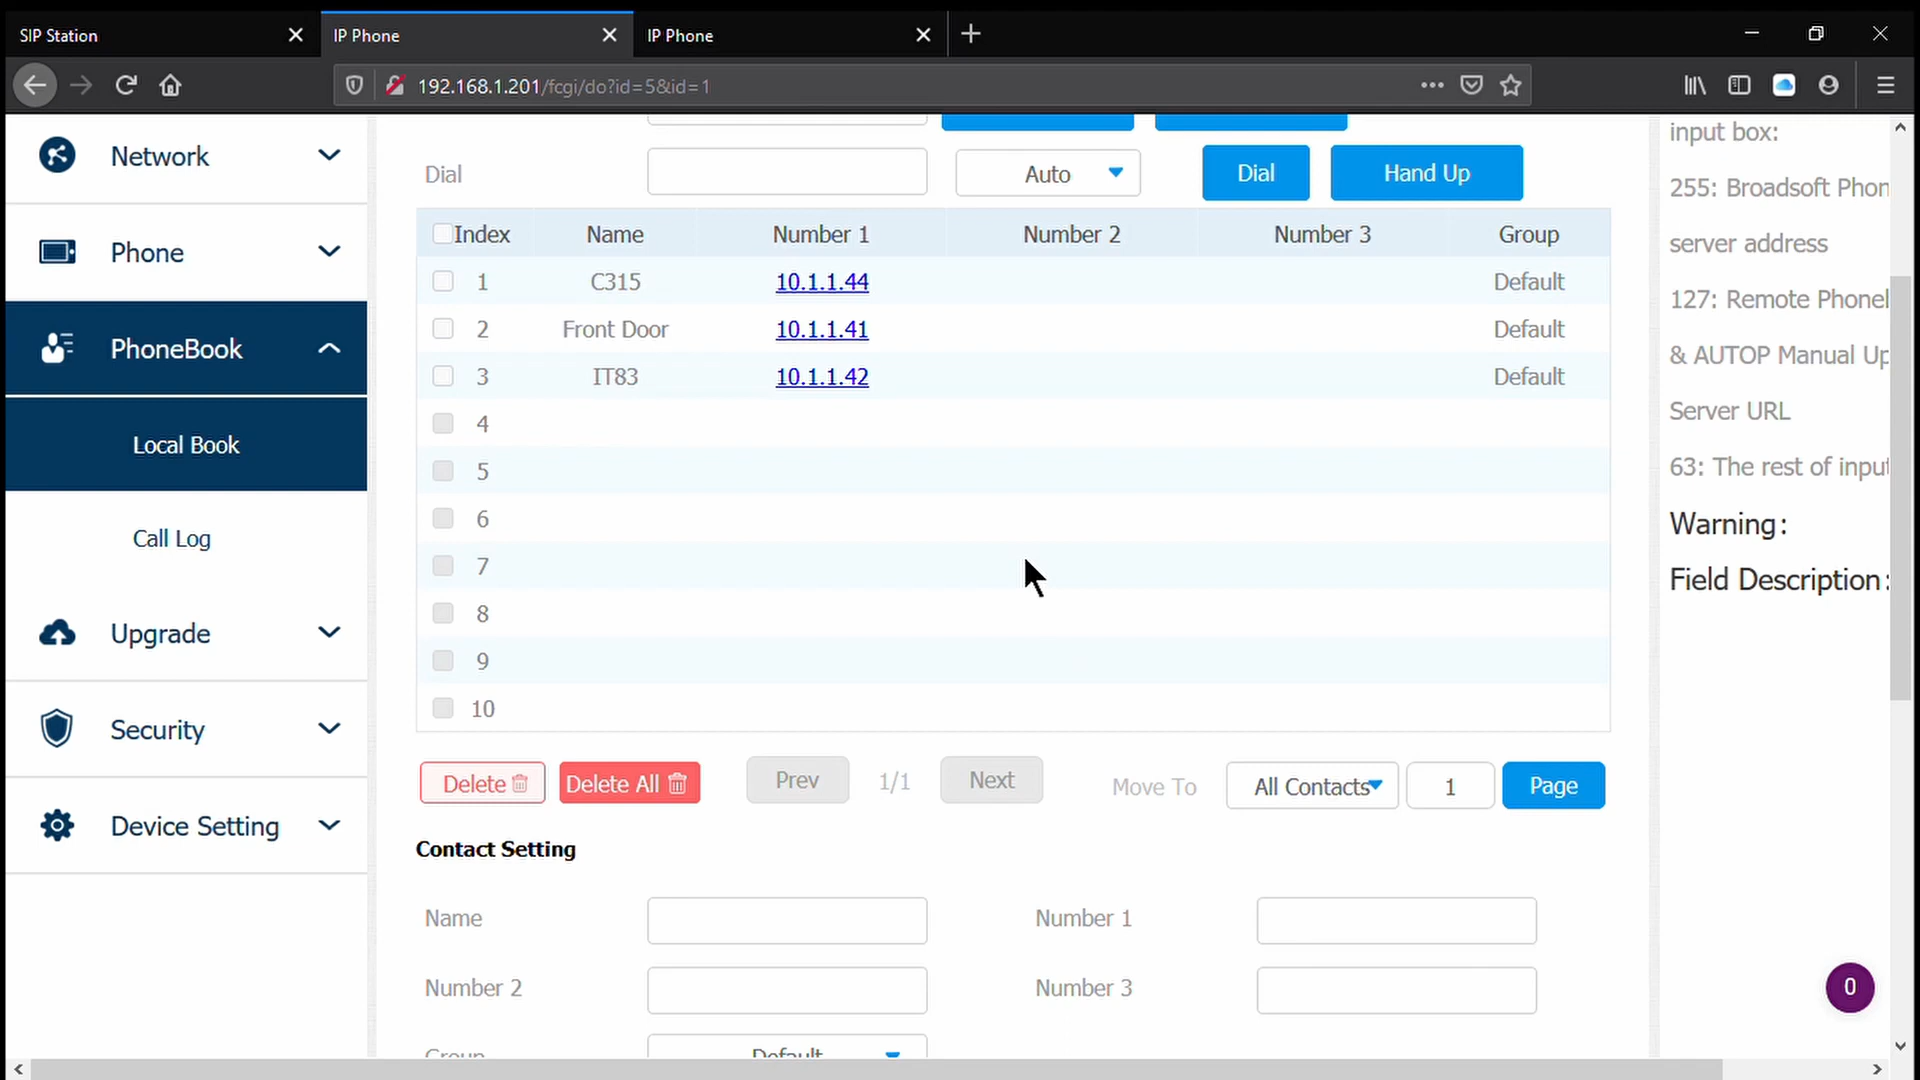 SIP Station
IP Phone
IP Phone
192.168.1.201/fcgi/do?id=5&id=1
Network
Phone
PhoneBook
Local Book
Call Log
Upgrade
Security
Device Setting
Dial
Auto
Dial
Hand Up
Index Name Number 1 Number 2 Number 3 Group
1 C315 10.1.1.44 Default
2 Front Door 10.1.1.41 Default
3 IT83 10.1.1.42 Default
4
5
6
7
8
9
10
Delete
Delete All
Prev
1/1
Next
Move To
All Contacts
1
Page
Contact Setting
Name
Number 1
Number 2
Number 3
Group
Default
input box:
255: Broadsoft Phon
server address
127: Remote Phonel
& AUTOP Manual Up
Server URL
63: The rest of input
Warning:
Field Description:
0